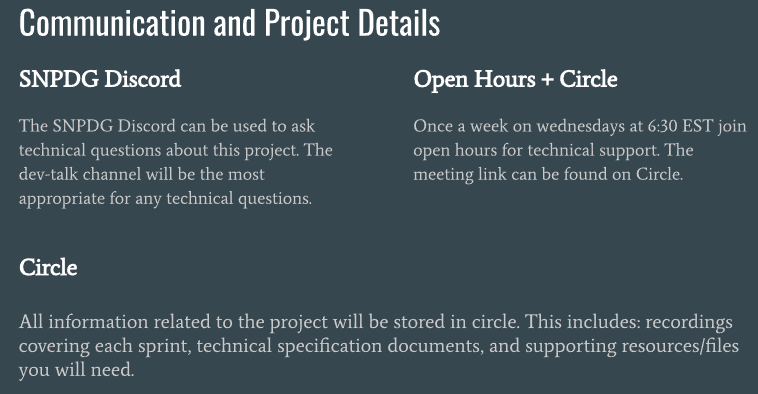 Communication and Project Details
SNPDG Discord
The SNPDG Discord can be used to ask
technical questions about this project. The
dev-talk channel will be the most
appropriate for any technical questions.
Open Hours + Circle
Once a week on wednesdays at 6:30 EST join
open hours for technical support. The
meeting link can be found on Circle.
Circle
All information related to the project will be stored in circle. This includes: recordings
covering each sprint, technical specification documents, and supporting resources/files
you will need.